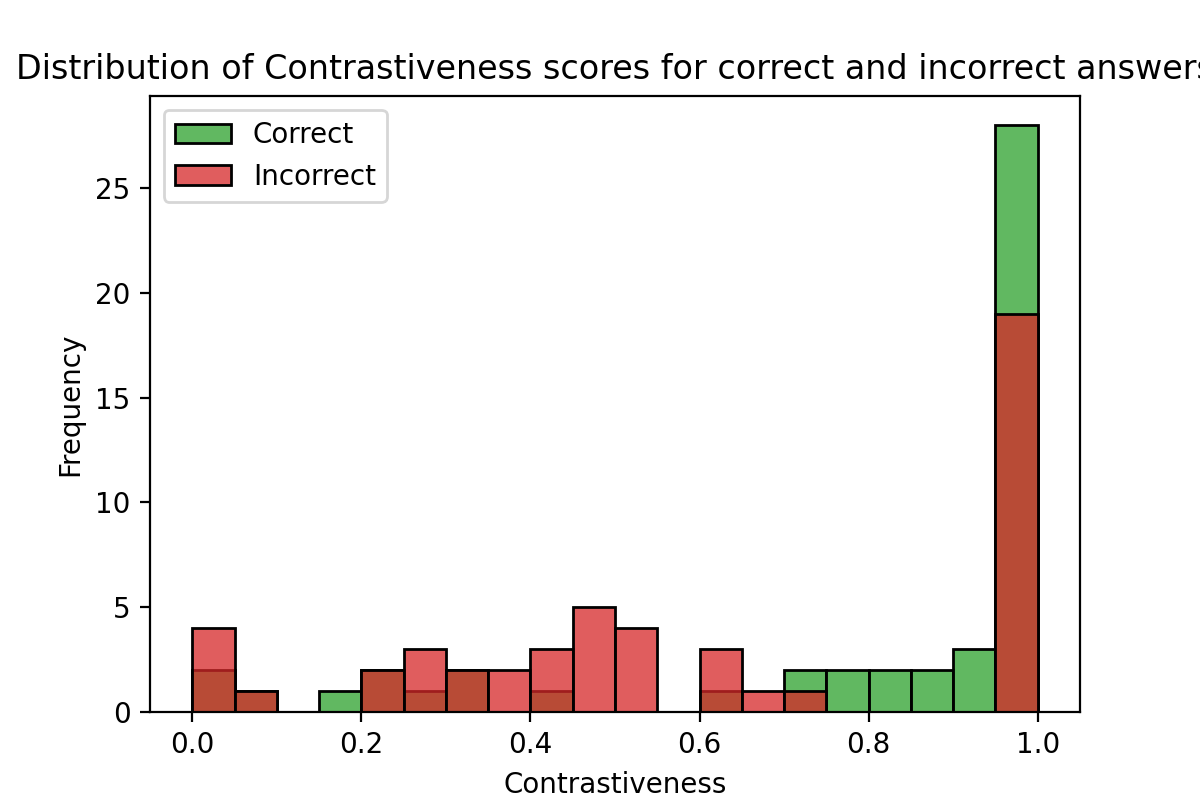 Distribution of Contrastiveness scores for correct and incorrect answers
Correct
Incorrect
25
20
15
10
5
0
Frequency
0.0 0.2 0.4 0.6 0.8 1.0
Contrastiveness